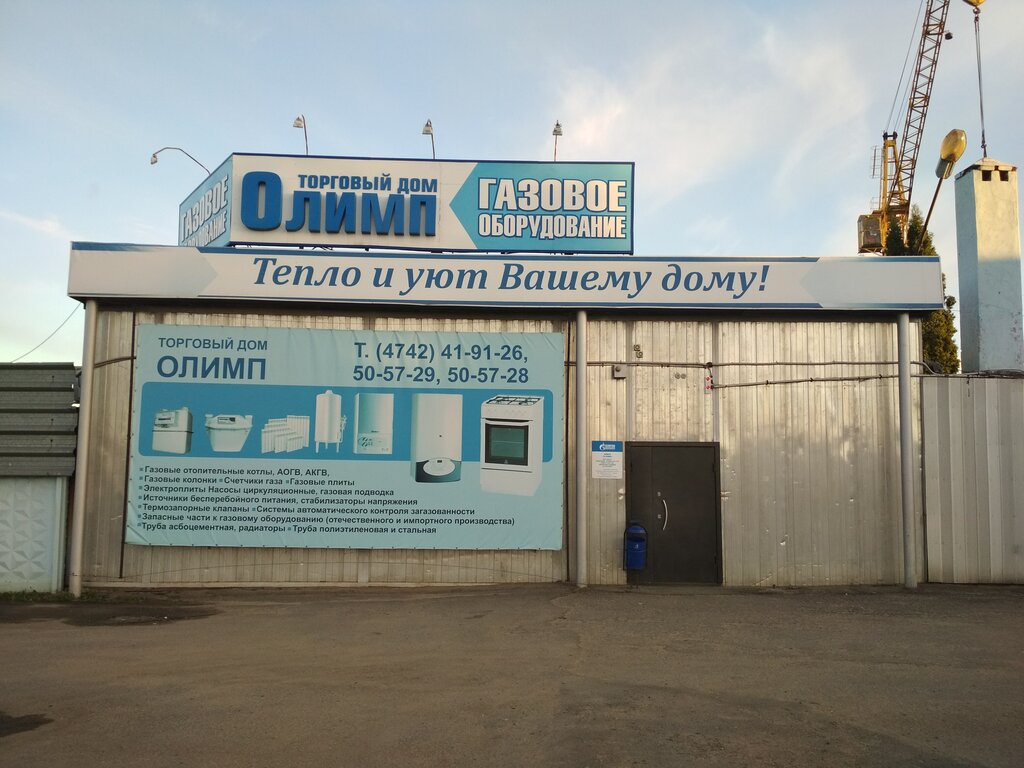 ГАЗОВОЕ
ОБОРУДОВАНИЕ
ТОРГОВЫЙ ДОМ
ОЛИМП
ГАЗОВОЕ
ОБОРУДОВАНИЕ
Тепло и уют Вашему дому!
ТОРГОВЫЙ ДОМ
ОЛИМП
Т. (4742) 41-91-26,
50-57-29, 50-57-28
Газовые отопительные котлы, АОГВ, АКГВ,
Газовые колонки Счетчики газа Газовые плиты
Электроплиты Насосы циркуляционные, газовая подводка
Источники бесперебойного питания, стабилизаторы напряжения
Термозапорные клапаны Системы автоматического контроля загазованности
Запасные части к газовому оборудованию (отечественного и импортного производства)
Труба асбоцементная, радиаторы Труба полиэтиленовая и стальная